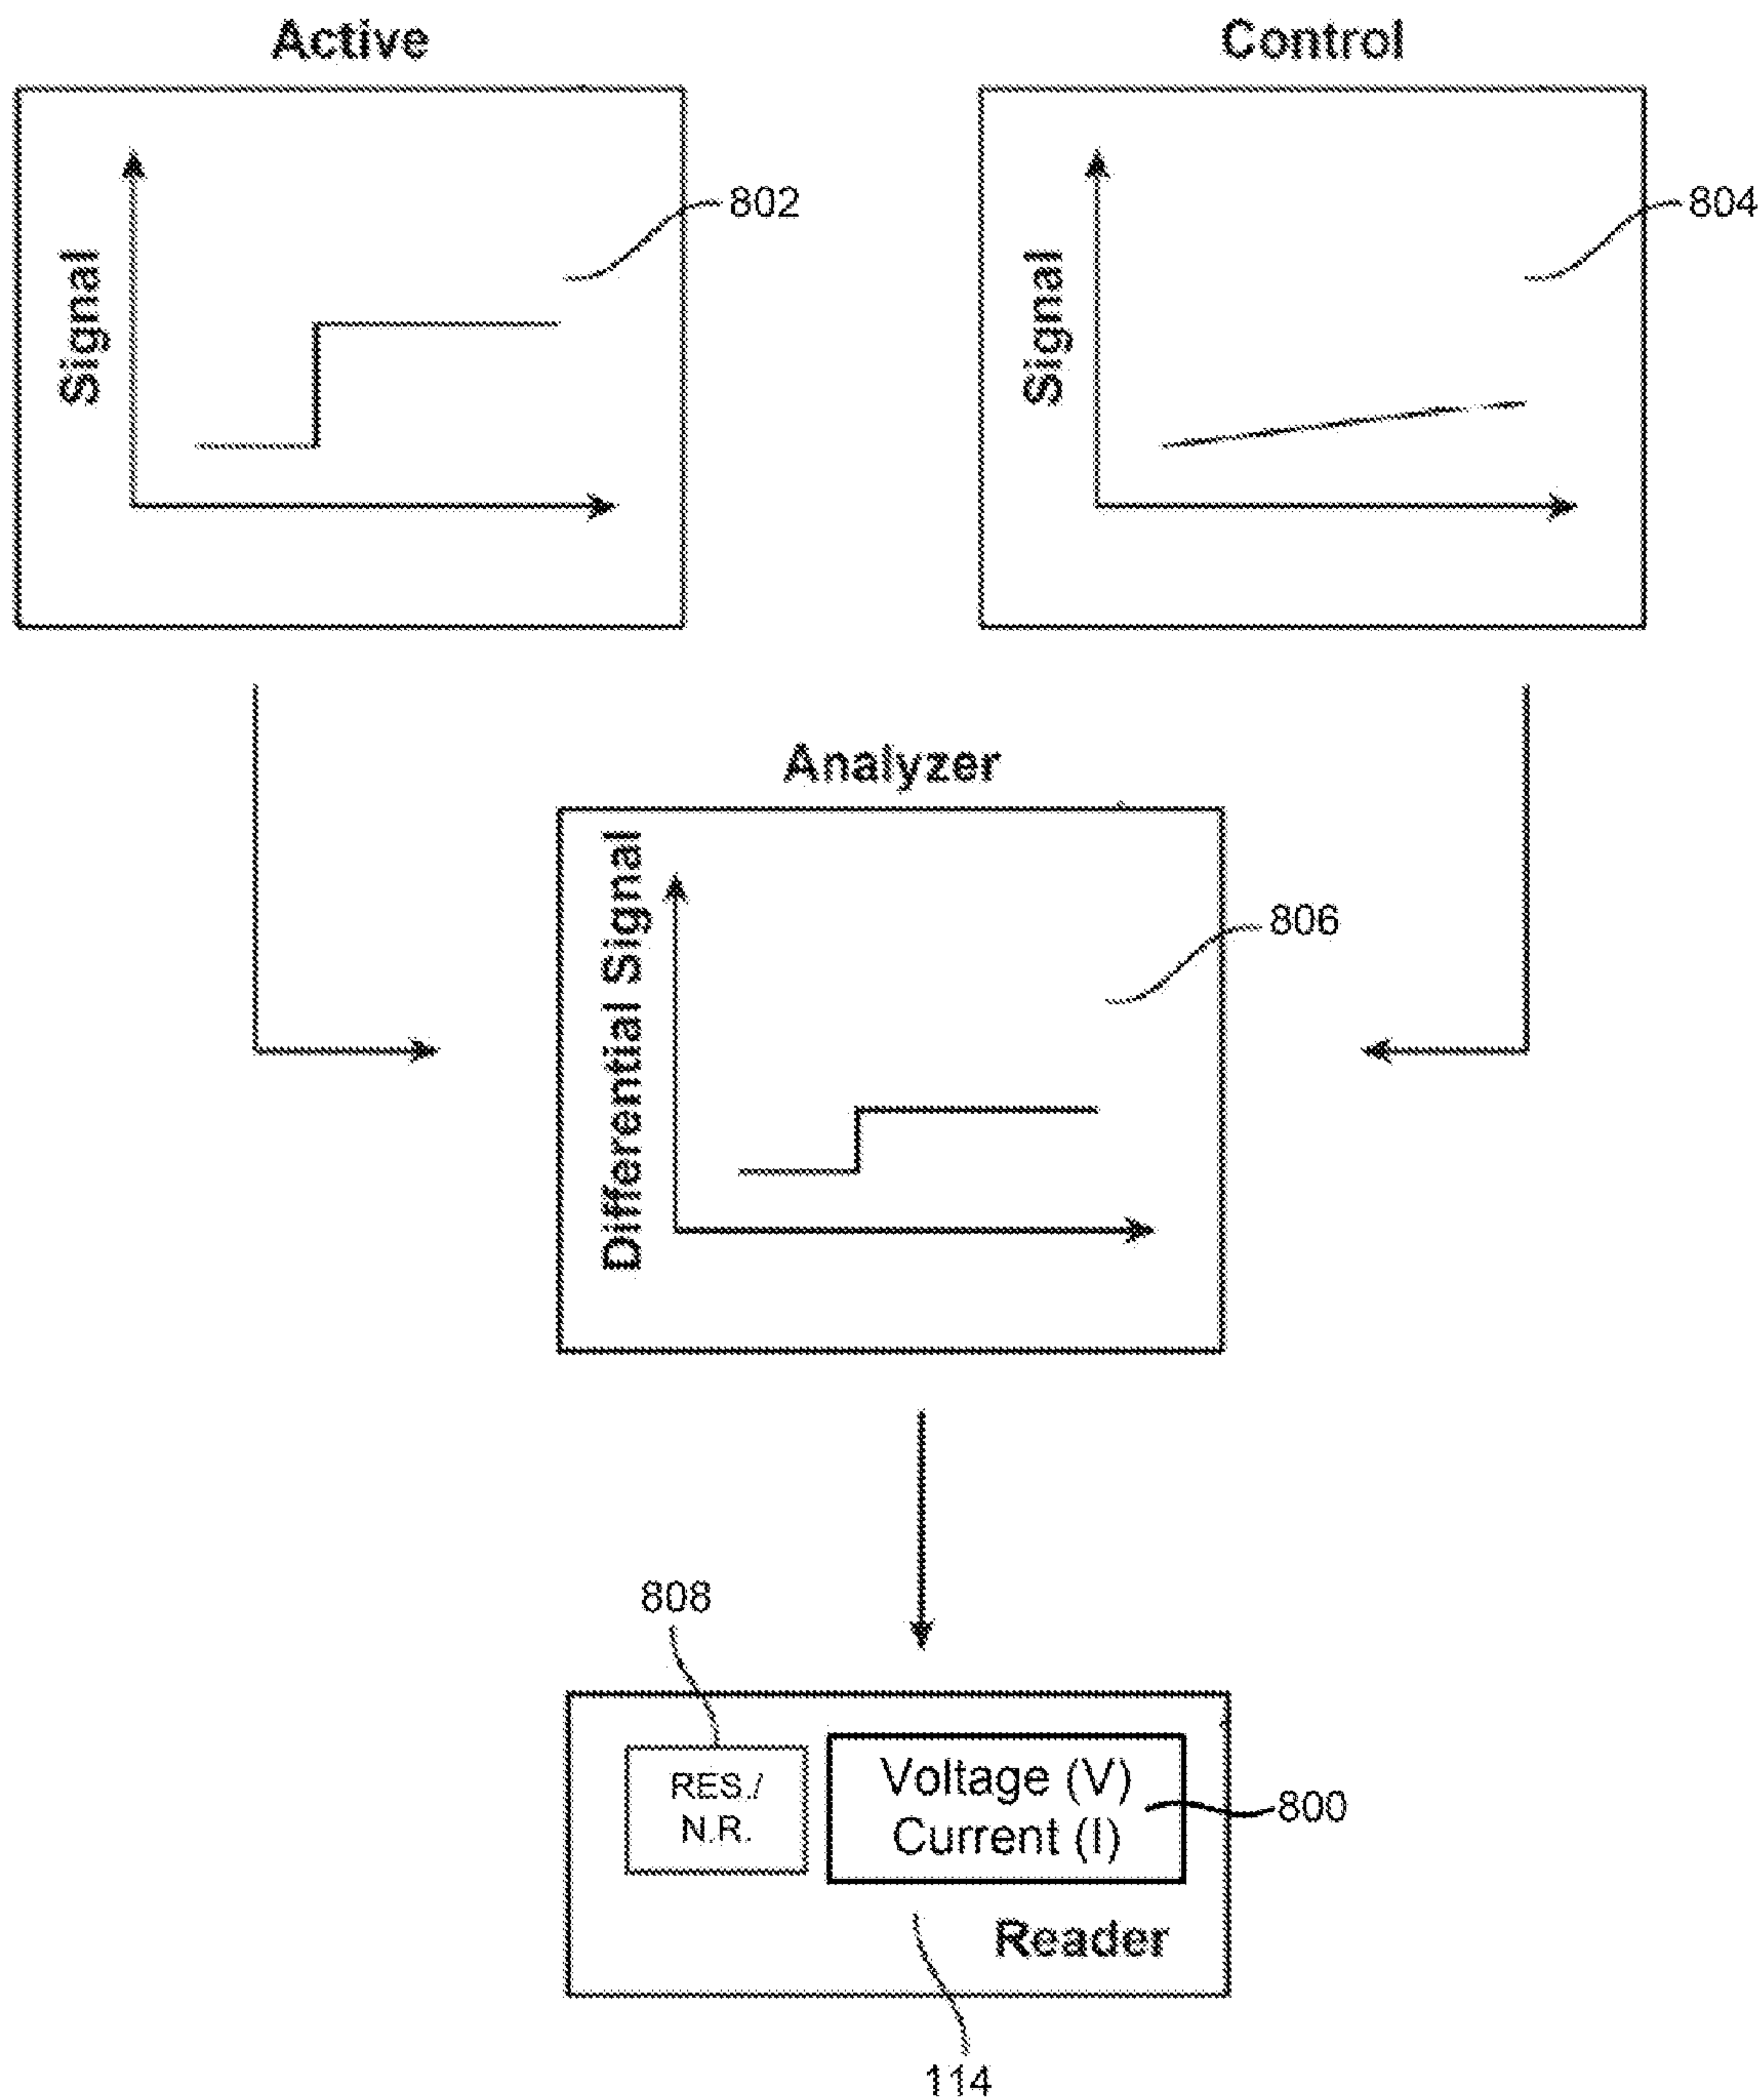 Active
Control
Signal
802
Signal
804
Analyzer
Differential Signal
806
808
RES./
N.R.
Voltage (V)
Current (I)
800
Reader
114